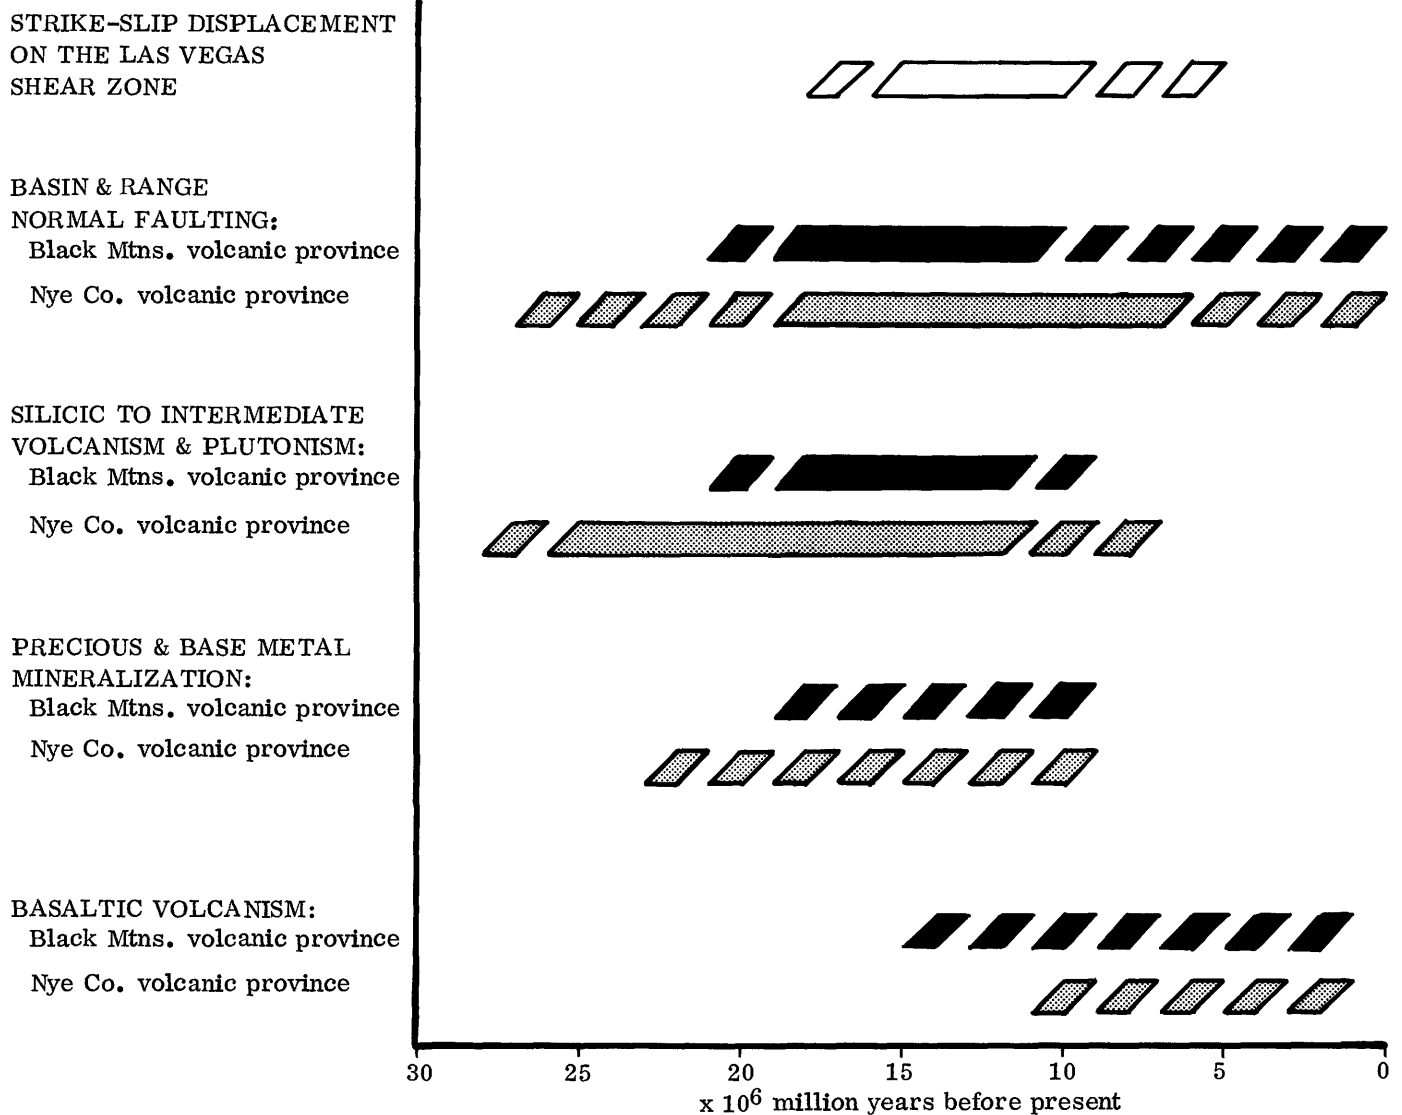 STRIKE-SLIP DISPLACEMENT
ON THE LAS VEGAS
SHEAR ZONE
BASIN & RANGE
NORMAL FAULTING:
Black Mtns. volcanic province
Nye Co. volcanic province
SILICIC TO INTERMEDIATE
VOLCANISM & PLUTONISM:
Black Mtns. volcanic province
Nye Co. volcanic province
PRECIOUS & BASE METAL
MINERALIZATION:
Black Mtns. volcanic province
Nye Co. volcanic province
BASALTIC VOLCANISM:
Black Mtns. volcanic province
Nye Co. volcanic province
30 25 20 15 10 5 0
x 10⁶ million years before present